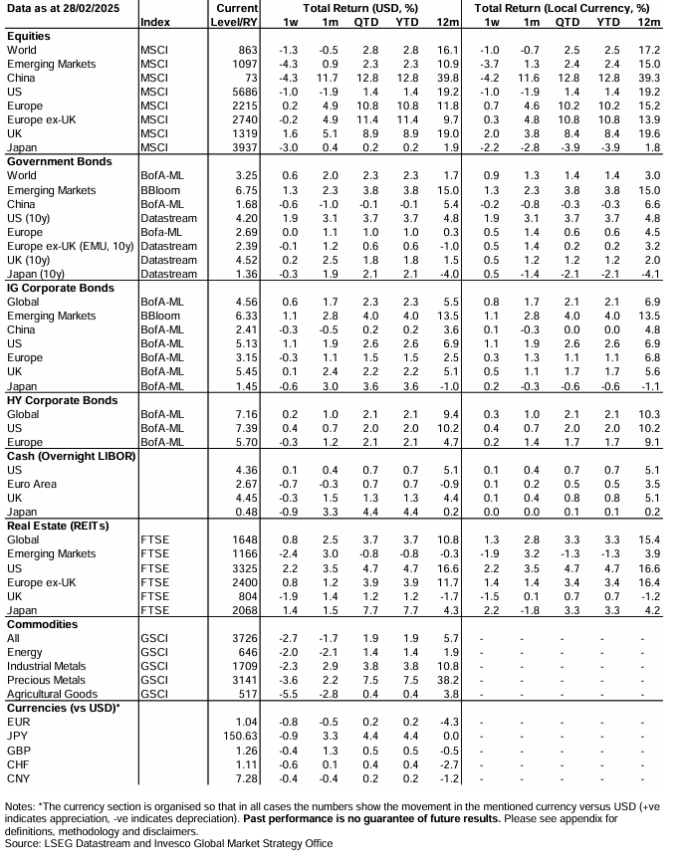 Data as at 28/02/2025 Current Total Return (USD, %) Total Return (Local Currency, %)
Index Level/RY 1w 1m QTD YTD 12m 1w 1m QTD YTD 12m
Equities
World MSCI 863 -1.3 -0.5 2.8 2.8 16.1 -1.0 -0.7 2.5 2.5 17.2
Emerging Markets MSCI 1097 -4.3 0.9 2.3 2.3 10.9 -3.7 1.3 2.4 2.4 15.0
China MSCI 73 -4.3 11.7 12.8 12.8 39.8 -4.2 11.6 12.8 12.8 39.3
US MSCI 5686 -1.0 -1.9 1.4 1.4 19.2 -1.0 -1.9 1.4 1.4 19.2
Europe MSCI 2215 0.2 4.9 10.8 10.8 11.8 0.7 4.6 10.2 10.2 15.2
Europe ex-UK MSCI 2740 -0.2 4.9 11.4 11.4 9.7 0.3 4.8 10.8 10.8 13.9
UK MSCI 1319 1.6 5.1 8.9 8.9 19.0 2.0 3.8 8.4 8.4 19.6
Japan MSCI 3937 -3.0 0.4 0.2 0.2 1.9 -2.2 -2.8 -3.9 -3.9 1.8
Government Bonds
World BofA-ML 3.25 0.6 2.0 2.3 2.3 1.7 0.9 1.3 1.4 1.4 3.0
Emerging Markets BBloom 6.75 1.3 2.3 3.8 3.8 15.0 1.3 2.3 3.8 3.8 15.0
China BofA-ML 1.68 -0.6 -1.0 -0.1 -0.1 5.4 -0.2 -0.8 -0.3 -0.3 6.6
US (10y) Datastream 4.20 1.9 3.1 3.7 3.7 4.8 1.9 3.1 3.7 3.7 4.8
Europe Bofa-ML 2.69 0.0 1.1 1.0 1.0 0.3 0.5 1.4 0.6 0.6 4.5
Europe ex-UK (EMU, 10y) Datastream 2.39 -0.1 1.2 0.6 0.6 -1.0 0.5 1.4 0.2 0.2 3.2
UK (10y) Datastream 4.52 0.2 2.5 1.8 1.8 1.5 0.5 1.2 1.2 1.2 2.0
Japan (10y) Datastream 1.36 -0.3 1.9 2.1 2.1 -4.0 0.5 -1.4 -2.1 -2.1 -4.1
IG Corporate Bonds
Global BofA-ML 4.56 0.6 1.7 2.3 2.3 5.5 0.8 1.7 2.1 2.1 6.9
Emerging Markets BBloom 6.33 1.1 2.8 4.0 4.0 13.5 1.1 2.8 4.0 4.0 13.5
China BofA-ML 2.41 -0.3 -0.5 0.2 0.2 3.6 0.1 -0.3 0.0 0.0 4.8
US BofA-ML 5.13 1.1 1.9 2.6 2.6 6.9 1.1 1.9 2.6 2.6 6.9
Europe BofA-ML 3.15 -0.3 1.1 1.5 1.5 2.5 0.3 1.3 1.1 1.1 6.8
UK BofA-ML 5.45 0.1 2.4 2.2 2.2 5.1 0.5 1.1 1.7 1.7 5.6
Japan BofA-ML 1.45 -0.6 3.0 3.6 3.6 -1.0 0.2 -0.3 -0.6 -0.6 -1.1
HY Corporate Bonds
Global BofA-ML 7.16 0.2 1.0 2.1 2.1 9.4 0.3 1.0 2.1 2.1 10.3
US BofA-ML 7.39 0.4 0.7 2.0 2.0 10.2 0.4 0.7 2.0 2.0 10.2
Europe BofA-ML 5.70 -0.3 1.2 2.1 2.1 4.7 0.2 1.4 1.7 1.7 9.1
Cash (Overnight LIBOR)
US 4.36 0.1 0.4 0.7 0.7 5.1 0.1 0.4 0.7 0.7 5.1
Euro Area 2.67 -0.7 -0.3 0.7 0.7 -0.9 0.1 0.2 0.5 0.5 3.5
UK 4.45 -0.3 1.5 1.3 1.3 4.4 0.1 0.4 0.8 0.8 5.1
Japan 0.48 -0.9 3.3 4.4 4.4 0.2 0.0 0.0 0.1 0.1 0.2
Real Estate (REITs)
Global FTSE 1648 0.8 2.5 3.7 3.7 10.8 1.3 2.8 3.3 3.3 15.4
Emerging Markets FTSE 1166 -2.4 3.0 -0.8 -0.8 -0.3 -1.9 3.2 -1.3 -1.3 3.9
US FTSE 3325 2.2 3.5 4.7 4.7 16.6 2.2 3.5 4.7 4.7 16.6
Europe ex-UK FTSE 2400 0.8 1.2 3.9 3.9 11.7 1.4 1.4 3.4 3.4 16.4
UK FTSE 804 -1.9 1.4 1.2 1.2 -1.7 -1.5 0.1 0.7 0.7 -1.2
Japan FTSE 2068 1.4 1.5 7.7 7.7 4.3 2.2 -1.8 3.3 3.3 4.2
Commodities
All GSCI 3726 -2.7 -1.7 1.9 1.9 5.7 - - - - -
Energy GSCI 646 -2.0 -2.1 1.4 1.4 1.9 - - - - -
Industrial Metals GSCI 1709 -2.3 2.9 3.8 3.8 10.8 - - - - -
Precious Metals GSCI 3141 -3.6 2.2 7.5 7.5 38.2 - - - - -
Agricultural Goods GSCI 517 -5.5 -2.8 0.4 0.4 3.8 - - - - -
Currencies (vs USD)*
EUR 1.04 -0.8 -0.5 0.2 0.2 -4.3 - - - - -
JPY 150.63 -0.9 3.3 4.4 4.4 0.0 - - - - -
GBP 1.26 -0.4 1.3 0.5 0.5 -0.5 - - - - -
CHF 1.11 -0.6 0.1 0.4 0.4 -2.7 - - - - -
CNY 7.28 -0.4 -0.4 0.2 0.2 -1.2 - - - - -
Notes: *The currency section is organised so that in all cases the numbers show the movement in the mentioned currency versus USD (+ve
indicates appreciation, -ve indicates depreciation). Past performance is no guarantee of future results. Please see appendix for
definitions, methodology and disclaimers.
Source: LSEG Datastream and Invesco Global Market Strategy Office